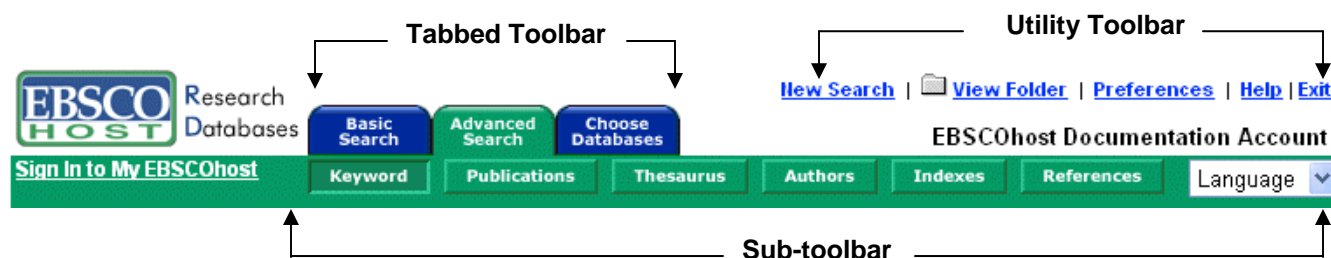 Tabbed Toolbar
Utility Toolbar
EBSCO
HOST
Research
Databases
Basic
Search
Advanced
Search
Choose
Databases
New Search | View Folder | Preferences | Help | Exit
EBSCOhost Documentation Account
Sign In to My EBSCOhost
Keyword
Publications
Thesaurus
Authors
Indexes
References
Language
Sub-toolbar